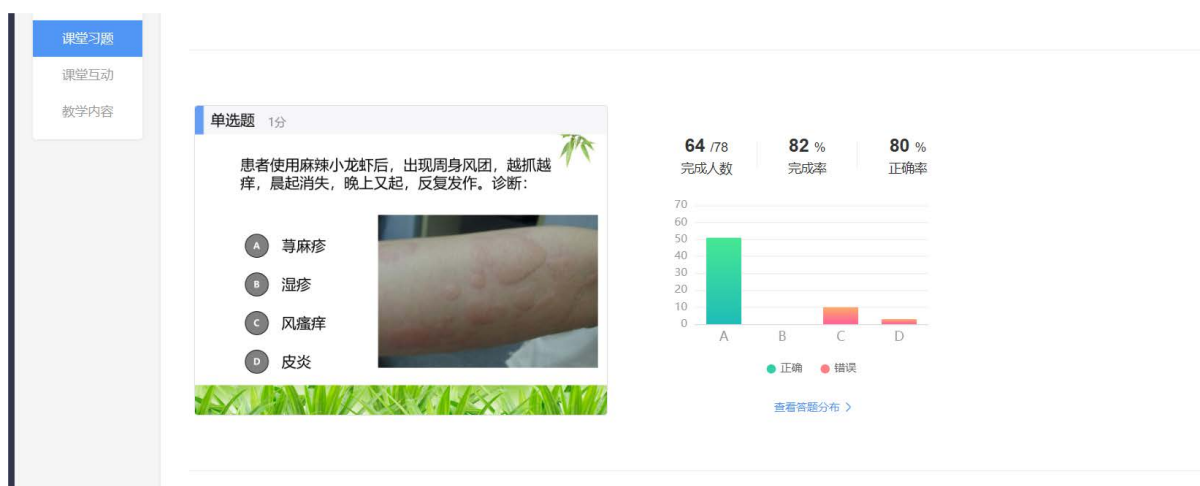 课堂习题
课堂互动
教学内容
单选题 1分
患者使用麻辣小龙虾后，出现周身风团，越抓越
痒，晨起消失，晚上又起，反复发作。诊断：
A 荨麻疹
B 湿疹
C 风瘙痒
D 皮炎
64 /78 82 % 80 %
完成人数 完成率 正确率
70
60
50
40
30
20
10
0
A B C D
正确 错误
查看答题分布 >